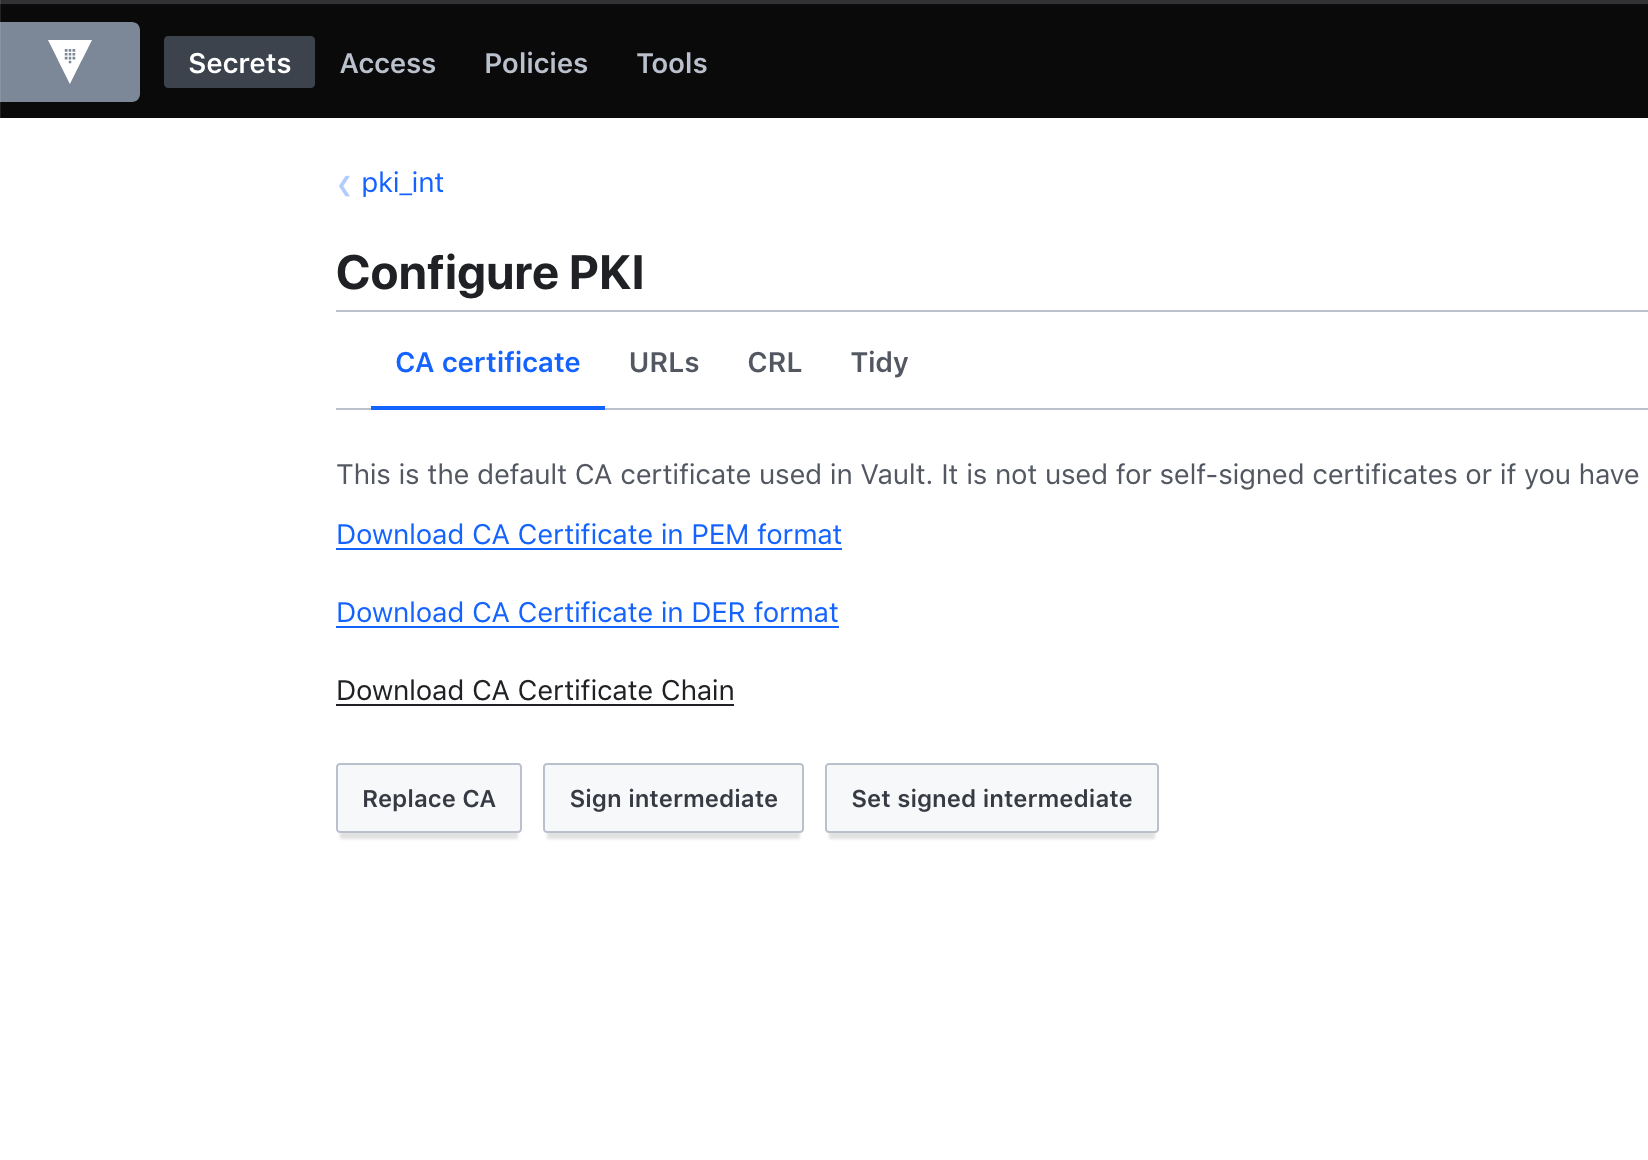 Secrets Access Policies Tools
pki_int
Configure PKI
CA certificate URLs CRL Tidy
This is the default CA certificate used in Vault. It is not used for self-signed certificates or if you have
Download CA Certificate in PEM format
Download CA Certificate in DER format
Download CA Certificate Chain
Replace CA Sign intermediate Set signed intermediate